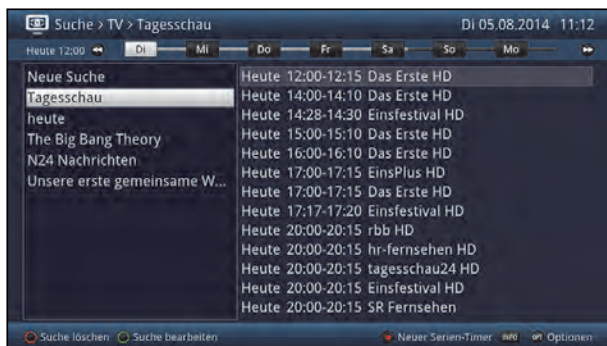 Suche > TV > Tagesschau Di 05.08.2014 11:12
Heute 12:00 Di Mi Do Fr Sa So Mo
Neue Suche
Tagesschau
heute
The Big Bang Theory
N24 Nachrichten
Unsere erste gemeinsame W...
Heute 12:00-12:15 Das Erste HD
Heute 14:00-14:10 Das Erste HD
Heute 14:28-14:30 Einsfestival HD
Heute 15:00-15:10 Das Erste HD
Heute 16:00-16:10 Das Erste HD
Heute 17:00-17:15 EinsPlus HD
Heute 17:00-17:15 Das Erste HD
Heute 17:17-17:20 Einsfestival HD
Heute 20:00-20:15 rbb HD
Heute 20:00-20:15 hr-fernsehen HD
Heute 20:00-20:15 tagesschau24 HD
Heute 20:00-20:15 Einsfestival HD
Heute 20:00-20:15 SR Fernsehen
Suche löschen Suche bearbeiten Neuer Serien-Timer INFO OPT Optionen